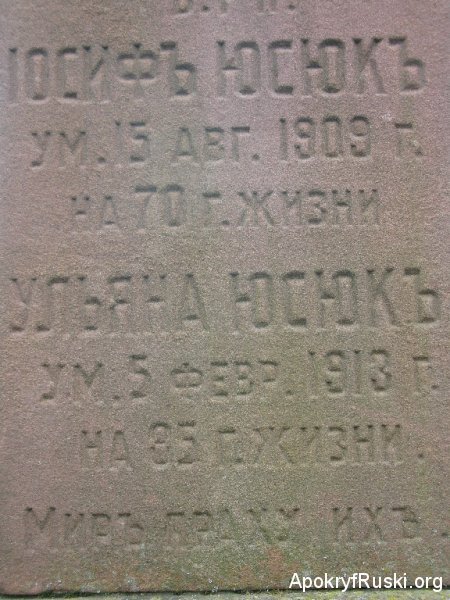 ІОСИФЪ ЮСЮКЪ
УМ. 15 АВГ. 1909 Г.
НА 70 Г. ЖИЗНИ
УЛЬЯНА ЮСЮКЪ
УМ. 5 ФЕВР. 1913 Г.
НА 85 Г. ЖИЗНИ.
МИРЪ ПРАХУ ИХЪ.
ApokryfRuski.org